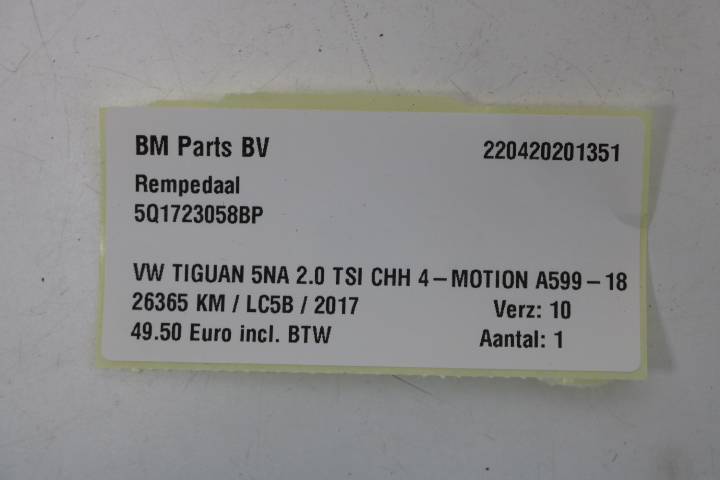 BM Parts BV 220420201351
Rempedaal
5Q1723058BP
VW TIGUAN 5NA 2.0 TSI CHH 4-MOTION A599-18
26365 KM / LC5B / 2017 Verz: 10
49.50 Euro incl. BTW Aantal: 1